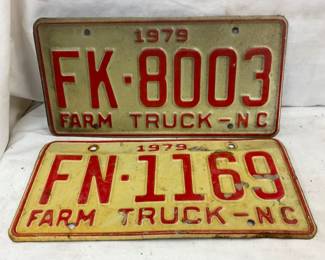 1979
FK-8003
FARM TRUCK-NC
1979
FN-1169
FARM TRUCK-NC